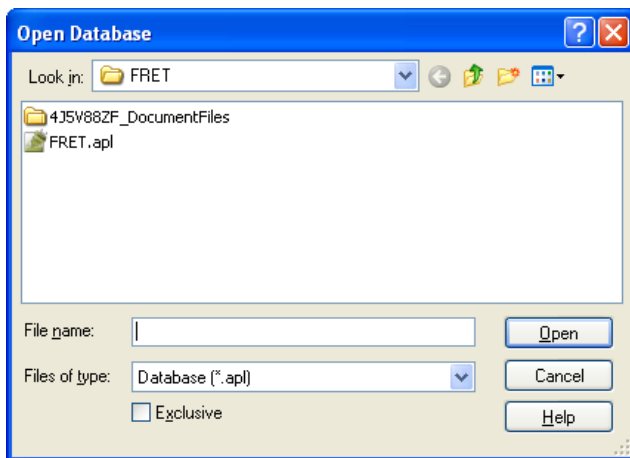 Open Database
Look in: FRET
4J5V88ZF_DocumentFiles
FRET.apl
File name: Open
Files of type: Database (*.apl) Cancel
Exclusive Help